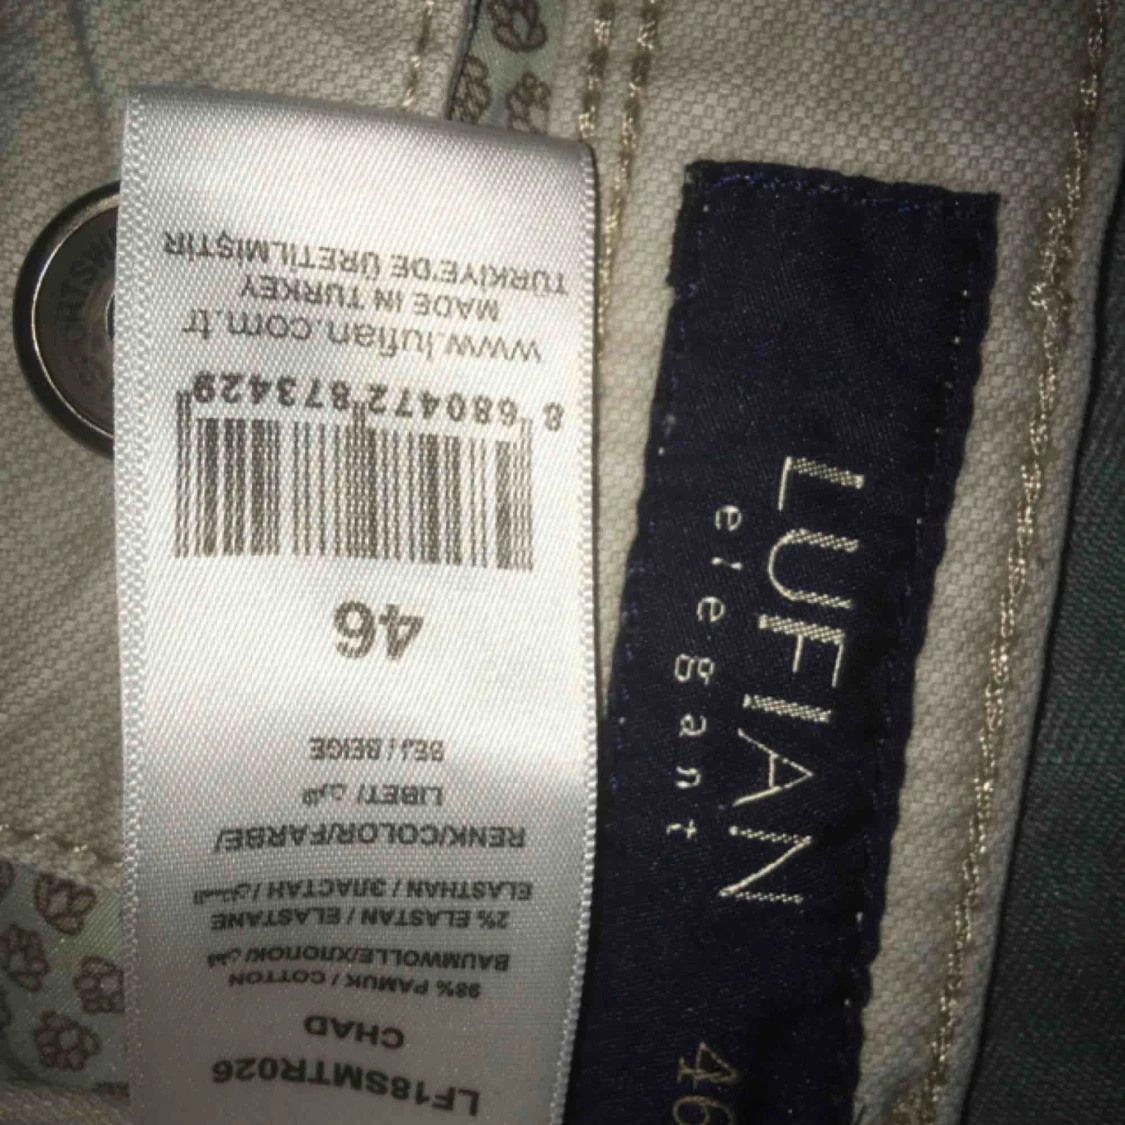 LF18SMTR026
CHAD
98% PAMUK / COTTON
BAUMWOLLE/ХЛОПОК/
2% ELASTAN / ELASTANE
ELASTHAN / ЭЛАСТАН /
RENK/COLOR/FARBE/
ЦВЕТ/
BEJ / BEIGE
46
8 680472 873429
www.lufian.com.tr
MADE IN TURKEY
TÜRKİYE'DE ÜRETİLMİŞTİR
LUFIAN
elegant
46